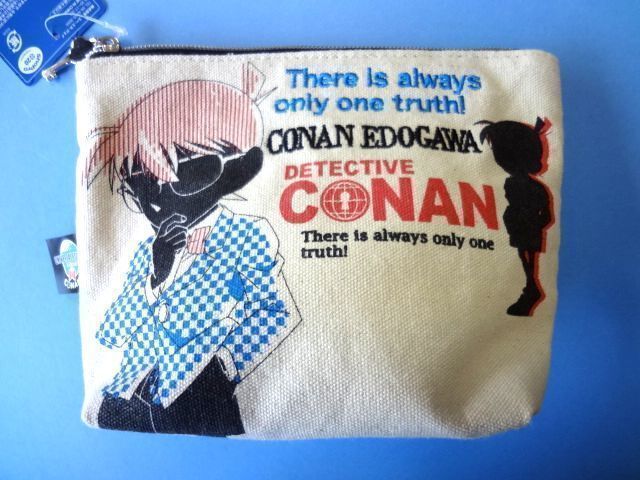 There is always
only one truth!
CONAN EDOGAWA
DETECTIVE
CONAN
There is always only one
truth!